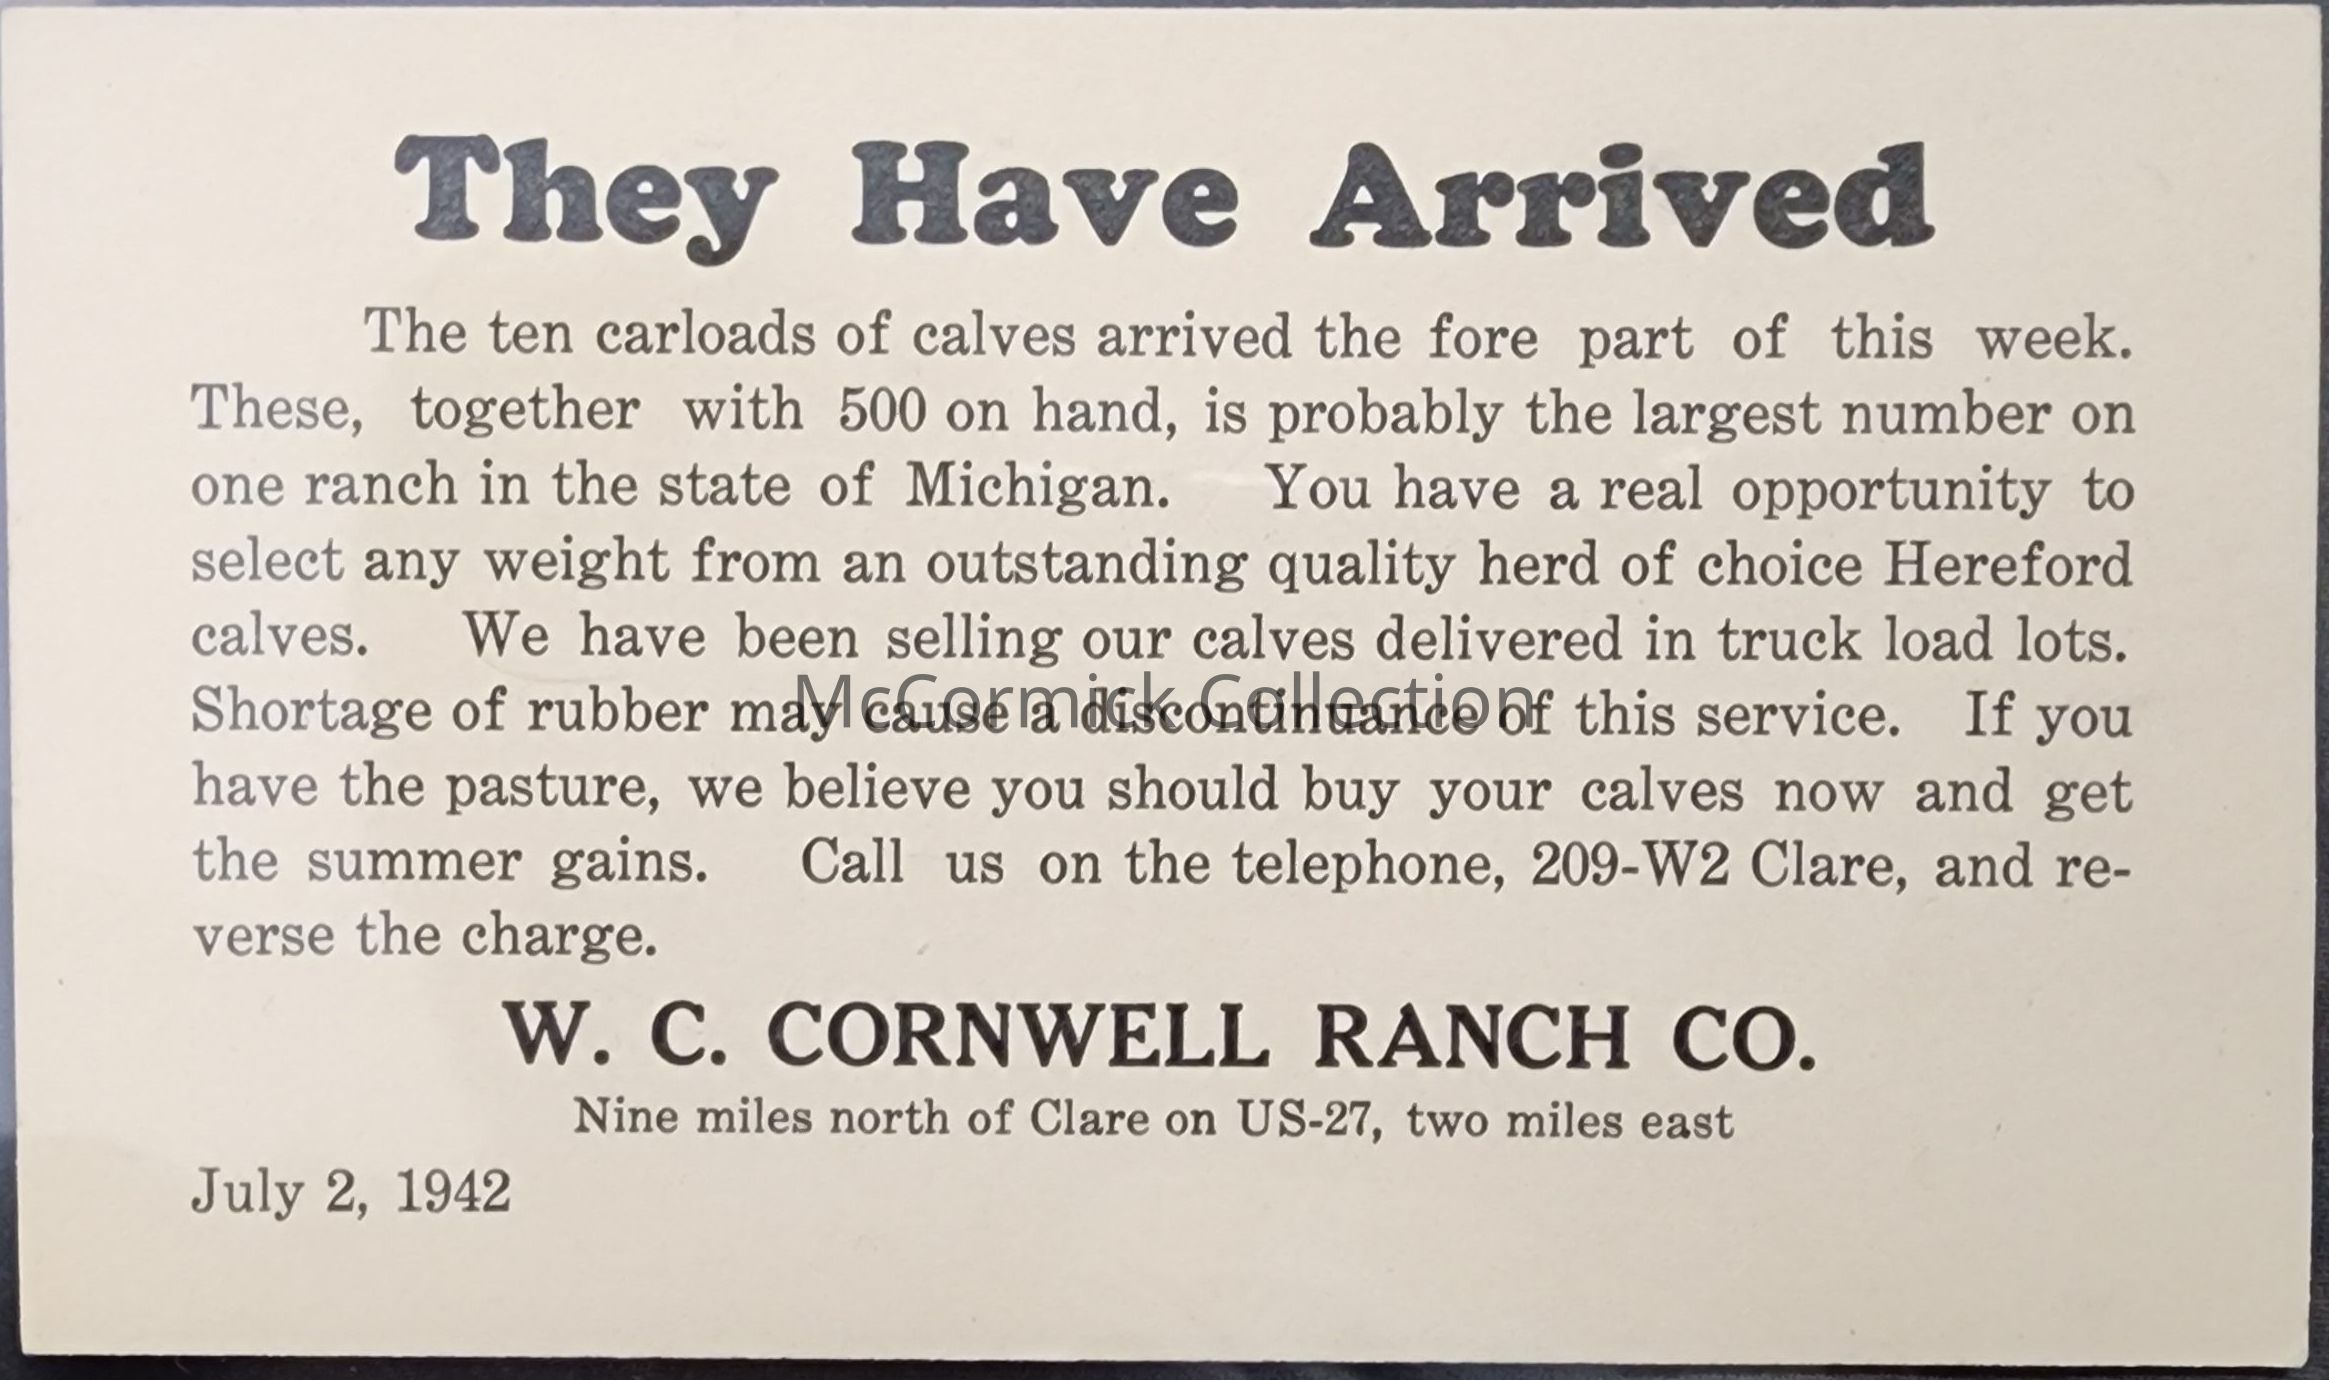 They Have Arrived
The ten carloads of calves arrived the fore part of this week.
These, together with 500 on hand, is probably the largest number on
one ranch in the state of Michigan. You have a real opportunity to
select any weight from an outstanding quality herd of choice Hereford
calves. We have been selling our calves delivered in truck load lots.
Shortage of rubber may cause a discontinuance of this service. If you
McCormick Collection
have the pasture, we believe you should buy your calves now and get
the summer gains. Call us on the telephone, 209-W2 Clare, and re-
verse the charge.
W. C. CORNWELL RANCH CO.
Nine miles north of Clare on US-27, two miles east
July 2, 1942